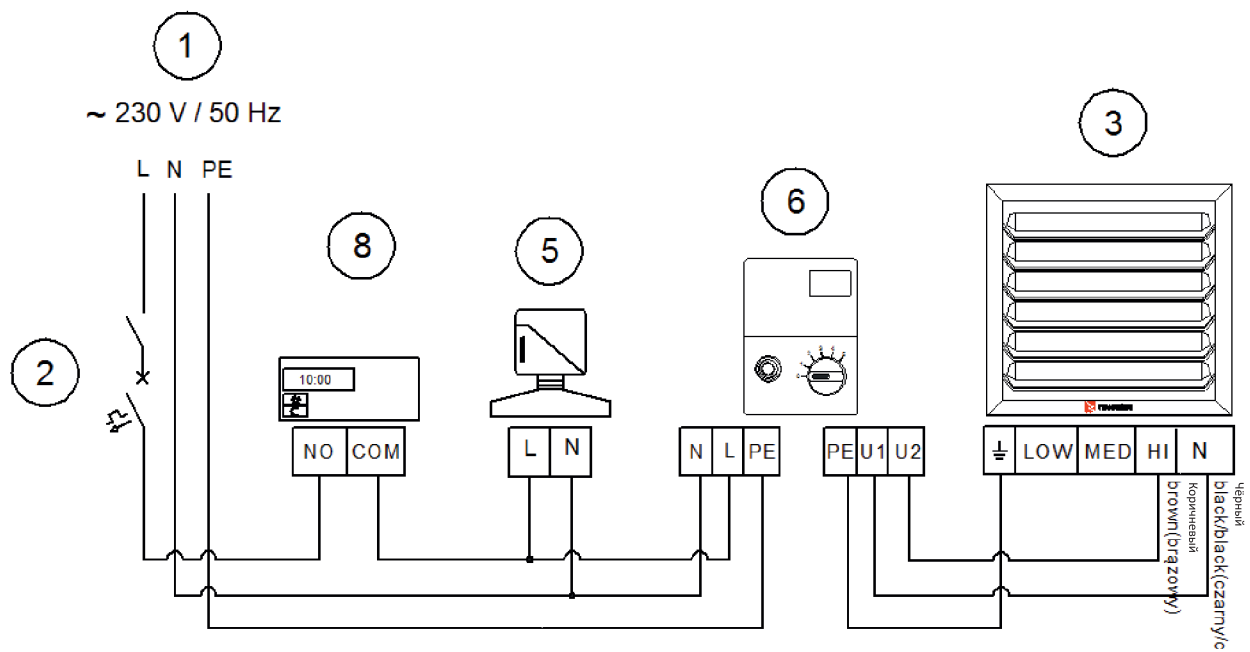 1
~ 230 V / 50 Hz
3
L N PE
6
8
5
2
10:00
NO COM
L N
N L PE
PE U1 U2
LOW MED HI N
brown(brązowy)
Коричневый
black/black(czarny/c
Чёрный